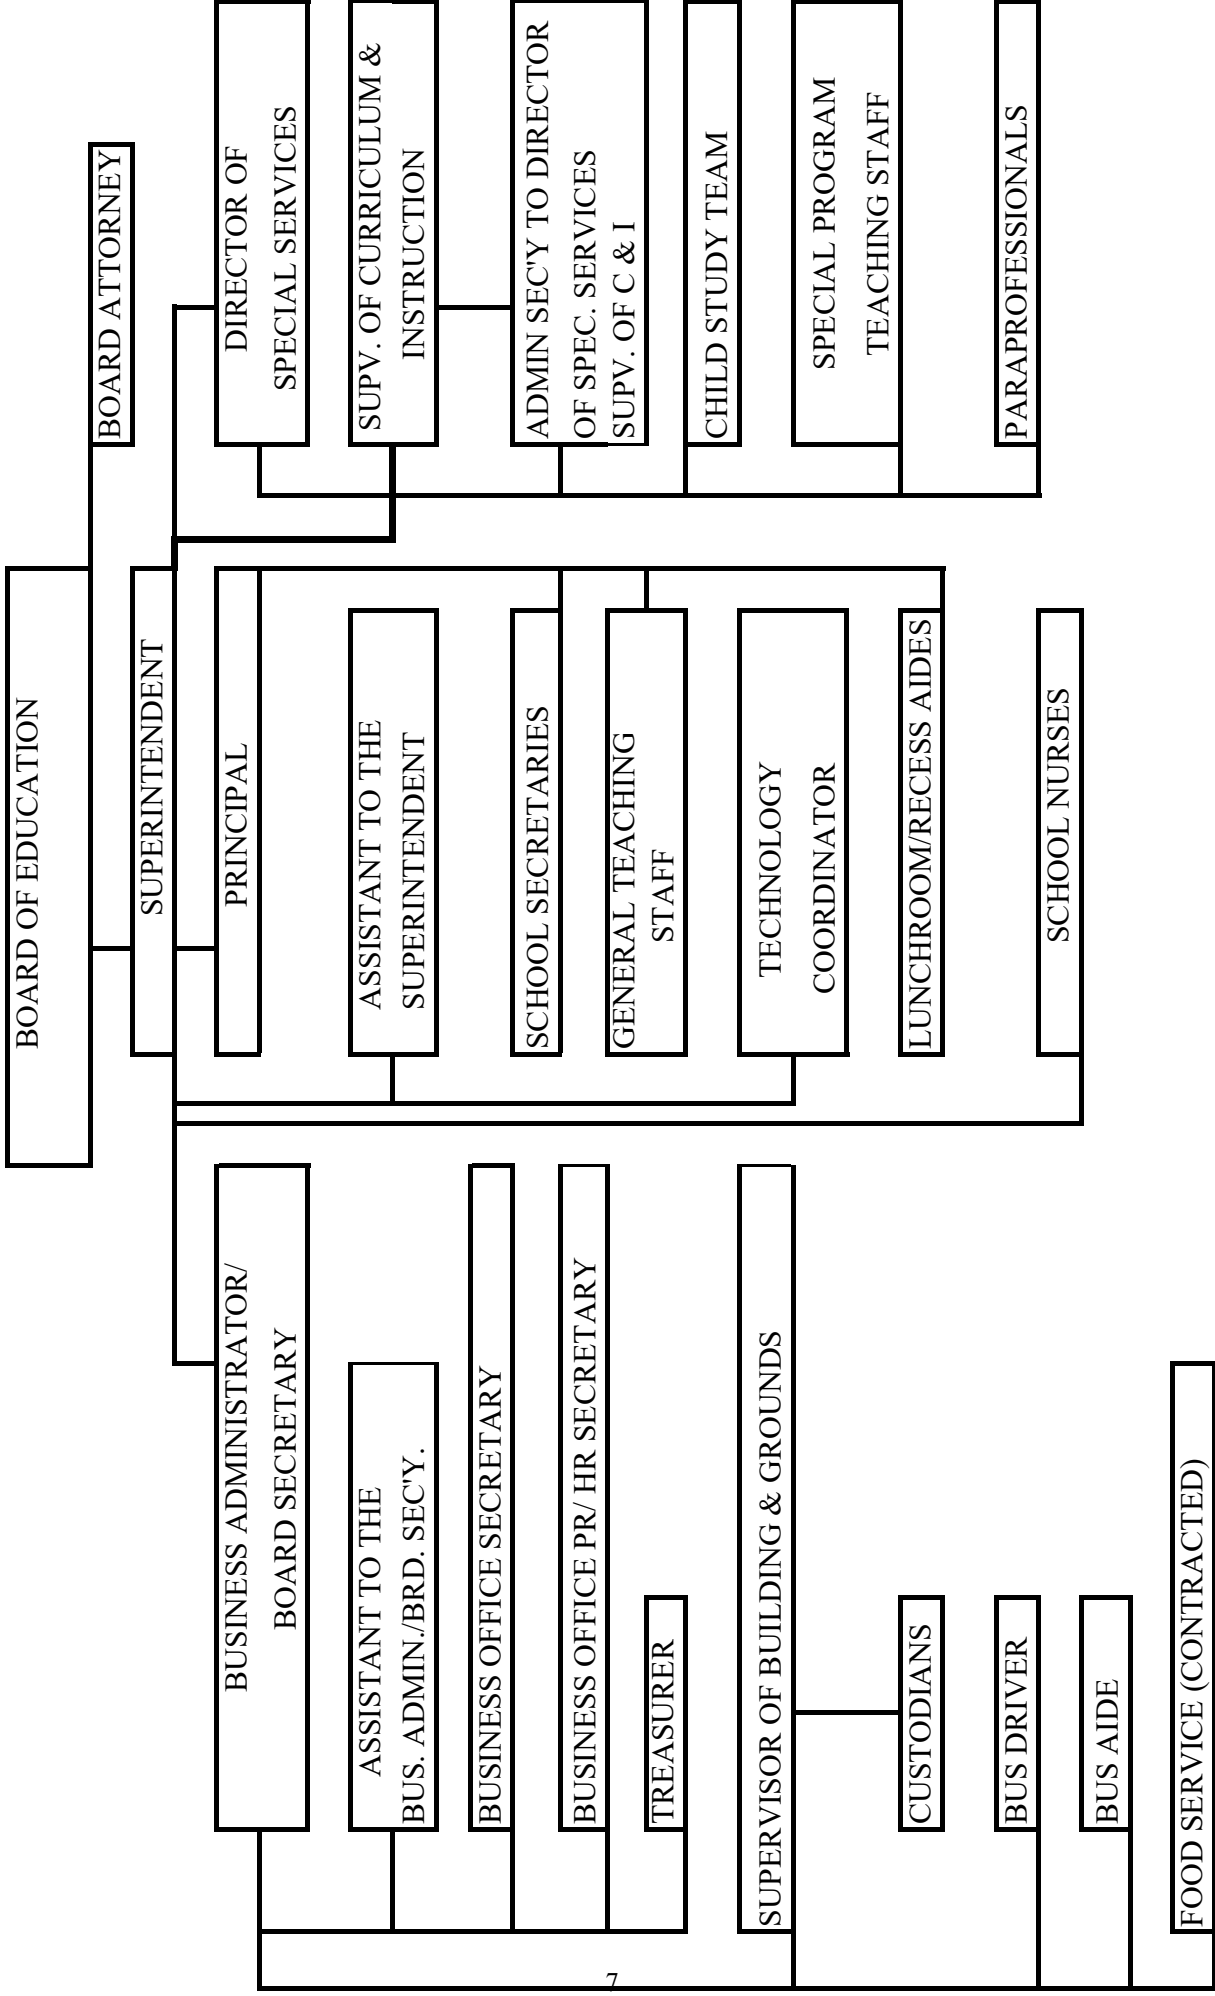 BOARD OF EDUCATION
BOARD ATTORNEY
SUPERINTENDENT
BUSINESS ADMINISTRATOR/
BOARD SECRETARY
PRINCIPAL
DIRECTOR OF
SPECIAL SERVICES
ASSISTANT TO THE
BUS. ADMIN./BRD. SEC'Y.
ASSISTANT TO THE
SUPERINTENDENT
SUPV. OF CURRICULUM &
INSTRUCTION
BUSINESS OFFICE SECRETARY
SCHOOL SECRETARIES
ADMIN SEC'Y TO DIRECTOR
OF SPEC. SERVICES
SUPV. OF C & I
BUSINESS OFFICE PR/ HR SECRETARY
GENERAL TEACHING
STAFF
TREASURER
CHILD STUDY TEAM
SUPERVISOR OF BUILDING & GROUNDS
TECHNOLOGY
COORDINATOR
SPECIAL PROGRAM
TEACHING STAFF
CUSTODIANS
LUNCHROOM/RECESS AIDES
BUS DRIVER
PARAPROFESSIONALS
SCHOOL NURSES
BUS AIDE
FOOD SERVICE (CONTRACTED)
7